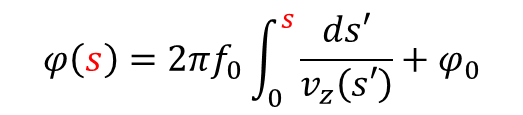 φ(s) = 2πf₀ ∫₀ˢ ds′/v_z(s′) + φ₀